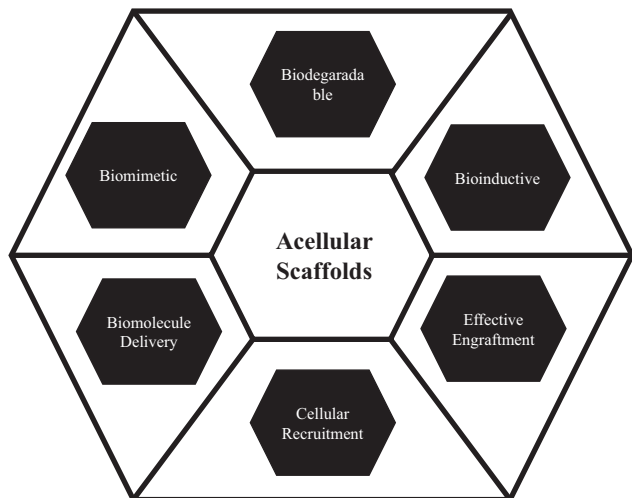 Biodegarada
ble
Biomimetic
Bioinductive
Acellular
Scaffolds
Biomolecule
Delivery
Effective
Engraftment
Cellular
Recruitment